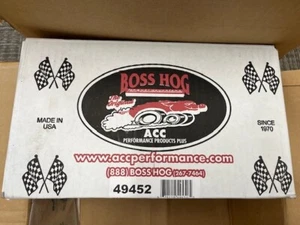 BOSS HOG
MADE IN
USA
SINCE
1970
ACC
PERFORMANCE PRODUCTS PLUS
www.accperformance.com
(888) BOSS HOG (267-7464)
49452